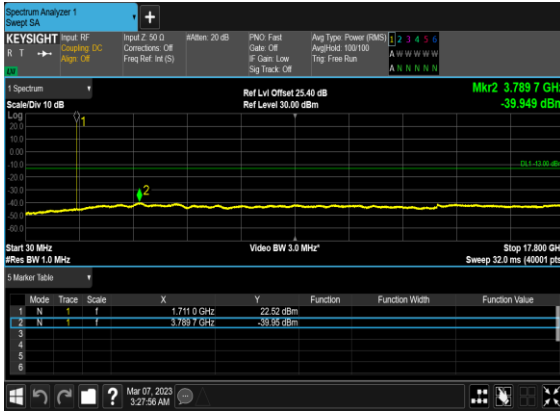 Spectrum Analyzer 1
Swept SA
+
KEYSIGHT Input: RF Input Z: 50 Ω #Atten: 20 dB PNO: Fast Avg Type: Power (RMS) 1 2 3 4 5 6
R T Coupling: DC Corrections: Off Gate: Off Avg|Hold: 100/100 A W W W W W
Align: Off Freq Ref: Int (S) IF Gain: Low Trig: Free Run
Sig Track: Off A N N N N N
1 Spectrum Ref Lvl Offset 25.40 dB Mkr2 3.789 7 GHz
Scale/Div 10 dB Ref Level 30.00 dBm -39.949 dBm
Log
20.0
10.0
0.00
-10.0
DL1 -13.00 dBm
-20.0
-30.0
-40.0
-50.0
-60.0
1
2
Start 30 MHz Video BW 3.0 MHz* Stop 17.800 GHz
#Res BW 1.0 MHz Sweep 32.0 ms (40001 pts)
5 Marker Table
Mode Trace Scale X Y Function Function Width Function Value
1 N 1 f 1.711 0 GHz 22.52 dBm
2 N 1 f 3.789 7 GHz -39.95 dBm
3
4
5
6
? Mar 07, 2023
3:27:56 AM